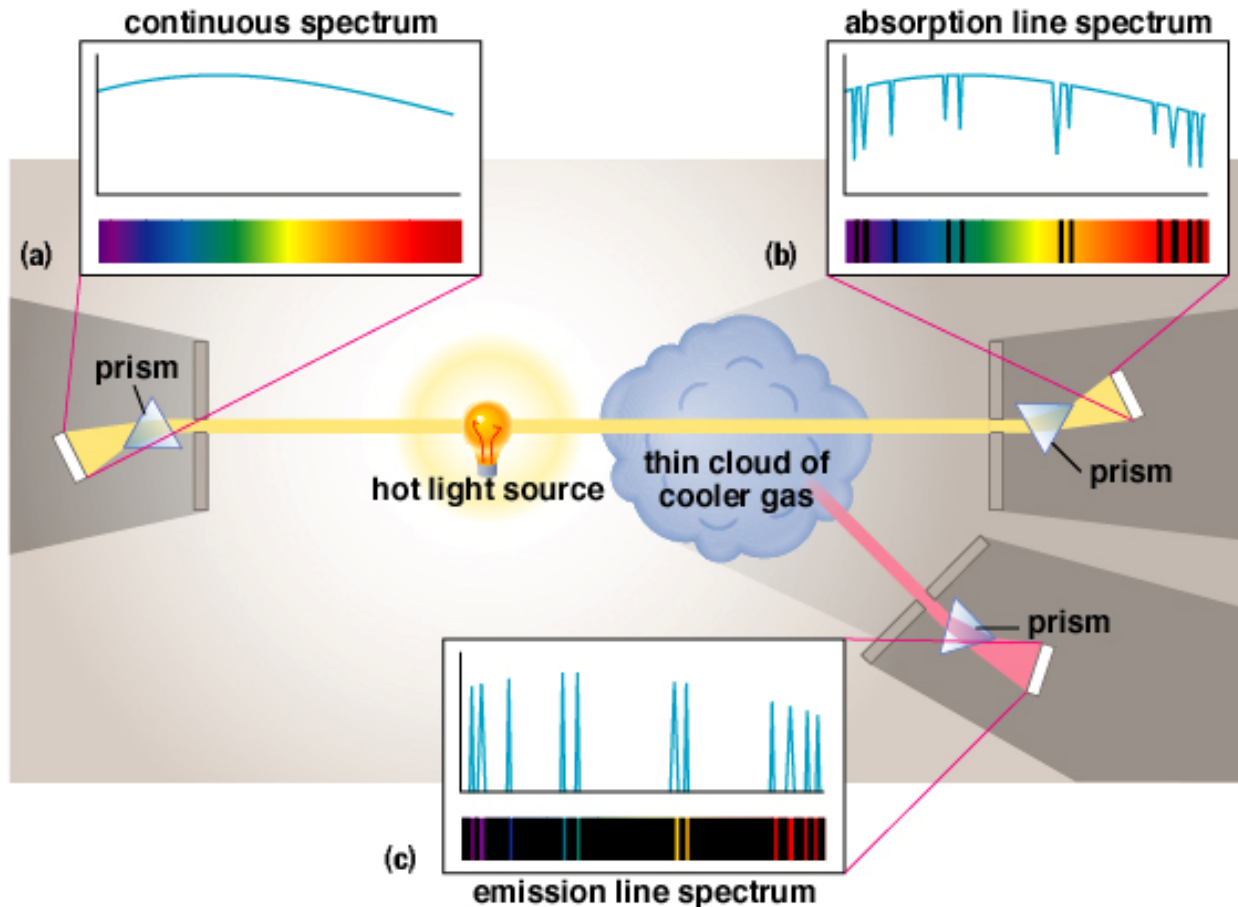 continuous spectrum
absorption line spectrum
(a)
(b)
prism
hot light source
thin cloud of
cooler gas
prism
prism
(c)
emission line spectrum